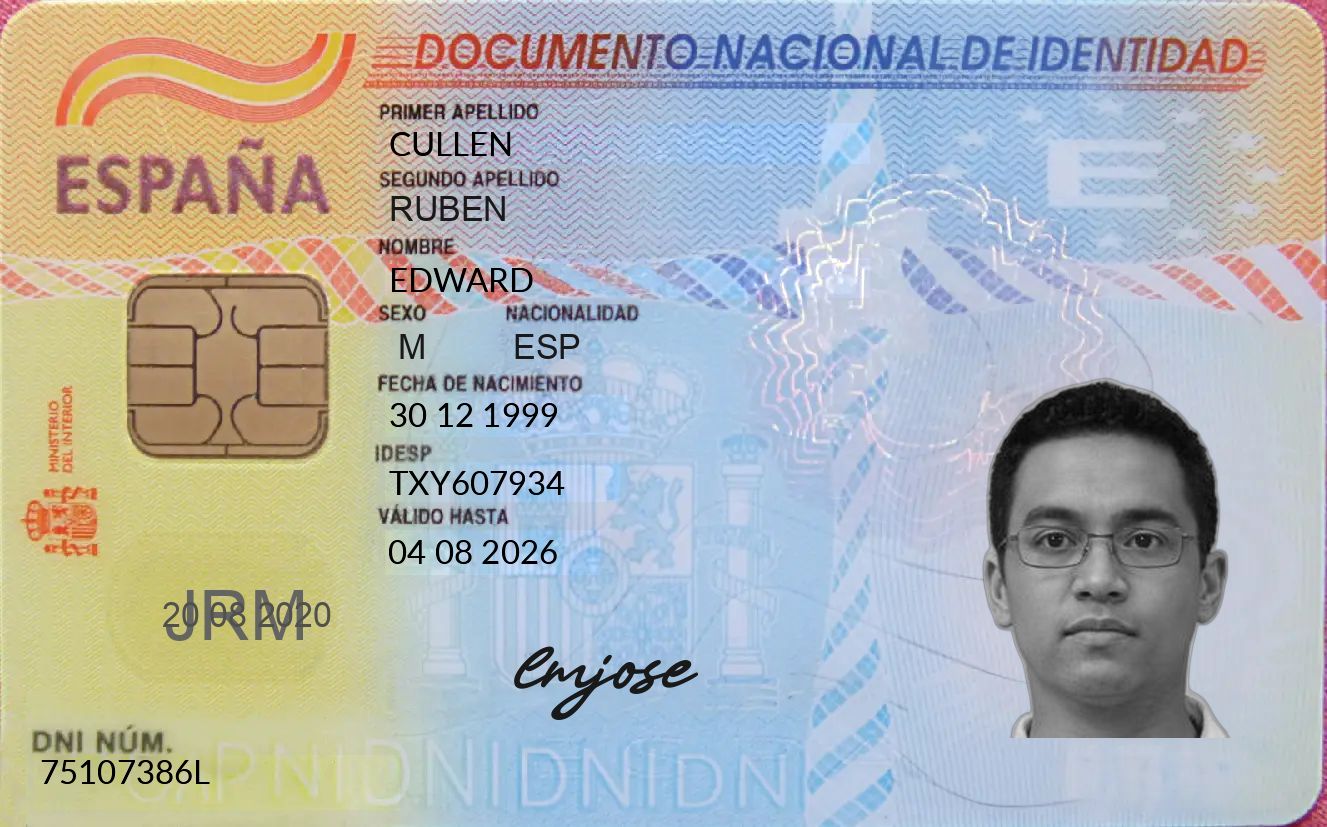 DOCUMENTO NACIONAL DE IDENTIDAD
ESPAÑA
PRIMER APELLIDO
CULLEN
SEGUNDO APELLIDO
RUBEN
NOMBRE
EDWARD
SEXO NACIONALIDAD
M ESP
FECHA DE NACIMIENTO
30 12 1999
IDESP
TXY607934
VÁLIDO HASTA
04 08 2026
MINISTERIO
DEL INTERIOR
E
JRM
20 08 2020
Emjose
DNI NÚM.
75107386L